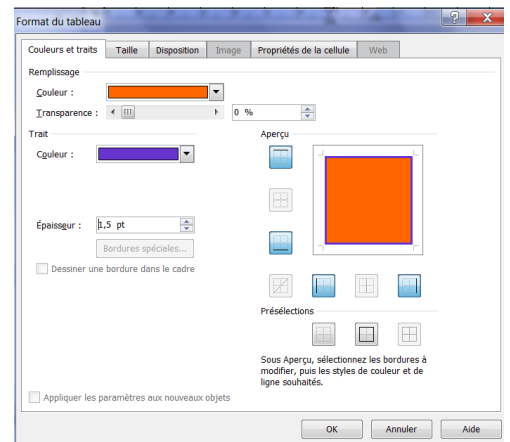 Format du tableau
Couleurs et traits Taille Disposition Image Propriétés de la cellule Web
Remplissage
Couleur :
Transparence : 0 %
Trait Aperçu
Couleur :
Épaisseur : 1,5 pt
Bordures spéciales...
Dessiner une bordure dans le cadre
Présélections
Sous Aperçu, sélectionnez les bordures à
modifier, puis les styles de couleur et de
ligne souhaités.
Appliquer les paramètres aux nouveaux objets
OK Annuler Aide